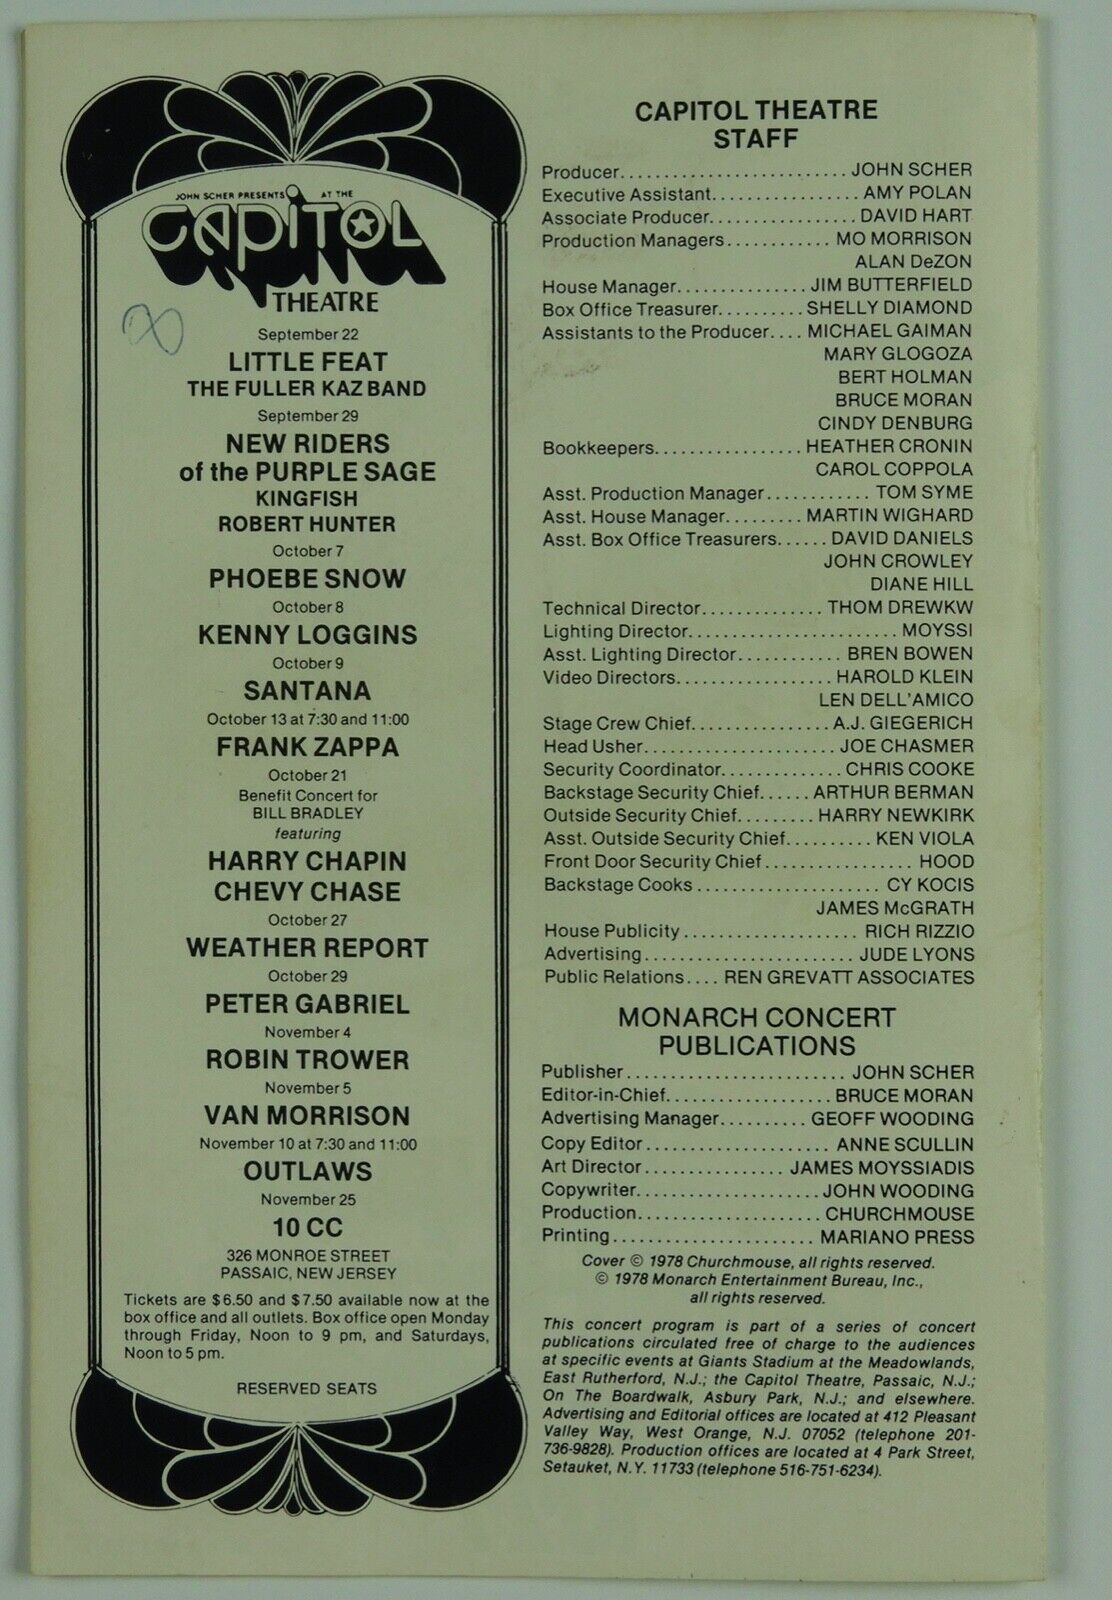 JOHN SCHER PRESENTS AT THE
CAPITOL
THEATRE
September 22
LITTLE FEAT
THE FULLER KAZ BAND
September 29
NEW RIDERS
of the PURPLE SAGE
KINGFISH
ROBERT HUNTER
October 7
PHOEBE SNOW
October 8
KENNY LOGGINS
October 9
SANTANA
October 13 at 7:30 and 11:00
FRANK ZAPPA
October 21
Benefit Concert for
BILL BRADLEY
featuring
HARRY CHAPIN
CHEVY CHASE
October 27
WEATHER REPORT
October 29
PETER GABRIEL
November 4
ROBIN TROWER
November 5
VAN MORRISON
November 10 at 7:30 and 11:00
OUTLAWS
November 25
10 CC
326 MONROE STREET
PASSAIC, NEW JERSEY
Tickets are $6.50 and $7.50 available now at the
box office and all outlets. Box office open Monday
through Friday, Noon to 9 pm, and Saturdays,
Noon to 5 pm.
RESERVED SEATS
CAPITOL THEATRE
STAFF
Producer.........................JOHN SCHER
Executive Assistant.................AMY POLAN
Associate Producer.................DAVID HART
Production Managers............MO MORRISON
ALAN DeZON
House Manager...............JIM BUTTERFIELD
Box Office Treasurer..........SHELLY DIAMOND
Assistants to the Producer....MICHAEL GAIMAN
MARY GLOGOZA
BERT HOLMAN
BRUCE MORAN
CINDY DENBURG
Bookkeepers.................HEATHER CRONIN
CAROL COPPOLA
Asst. Production Manager............TOM SYME
Asst. House Manager.........MARTIN WIGHARD
Asst. Box Office Treasurers......DAVID DANIELS
JOHN CROWLEY
DIANE HILL
Technical Director..............THOM DREWKW
Lighting Director........................MOYSSI
Asst. Lighting Director............BREN BOWEN
Video Directors..................HAROLD KLEIN
LEN DELL'AMICO
Stage Crew Chief................A.J. GIEGERICH
Head Usher......................JOE CHASMER
Security Coordinator..............CHRIS COOKE
Backstage Security Chief......ARTHUR BERMAN
Outside Security Chief.........HARRY NEWKIRK
Asst. Outside Security Chief..........KEN VIOLA
Front Door Security Chief.................HOOD
Backstage Cooks.....................CY KOCIS
JAMES McGRATH
House Publicity....................RICH RIZZIO
Advertising........................JUDE LYONS
Public Relations....REN GREVATT ASSOCIATES
MONARCH CONCERT
PUBLICATIONS
Publisher.........................JOHN SCHER
Editor-in-Chief...................BRUCE MORAN
Advertising Manager..........GEOFF WOODING
Copy Editor......................ANNE SCULLIN
Art Director................JAMES MOYSSIADIS
Copywriter.....................JOHN WOODING
Production.....................CHURCHMOUSE
Printing.......................MARIANO PRESS
Cover © 1978 Churchmouse, all rights reserved.
© 1978 Monarch Entertainment Bureau, Inc.,
all rights reserved.
This concert program is part of a series of concert
publications circulated free of charge to the audiences
at specific events at Giants Stadium at the Meadowlands,
East Rutherford, N.J.; the Capitol Theatre, Passaic, N.J.;
On The Boardwalk, Asbury Park, N.J.; and elsewhere.
Advertising and Editorial offices are located at 412 Pleasant
Valley Way, West Orange, N.J. 07052 (telephone 201-
736-9828). Production offices are located at 4 Park Street,
Setauket, N.Y. 11733 (telephone 516-751-6234).